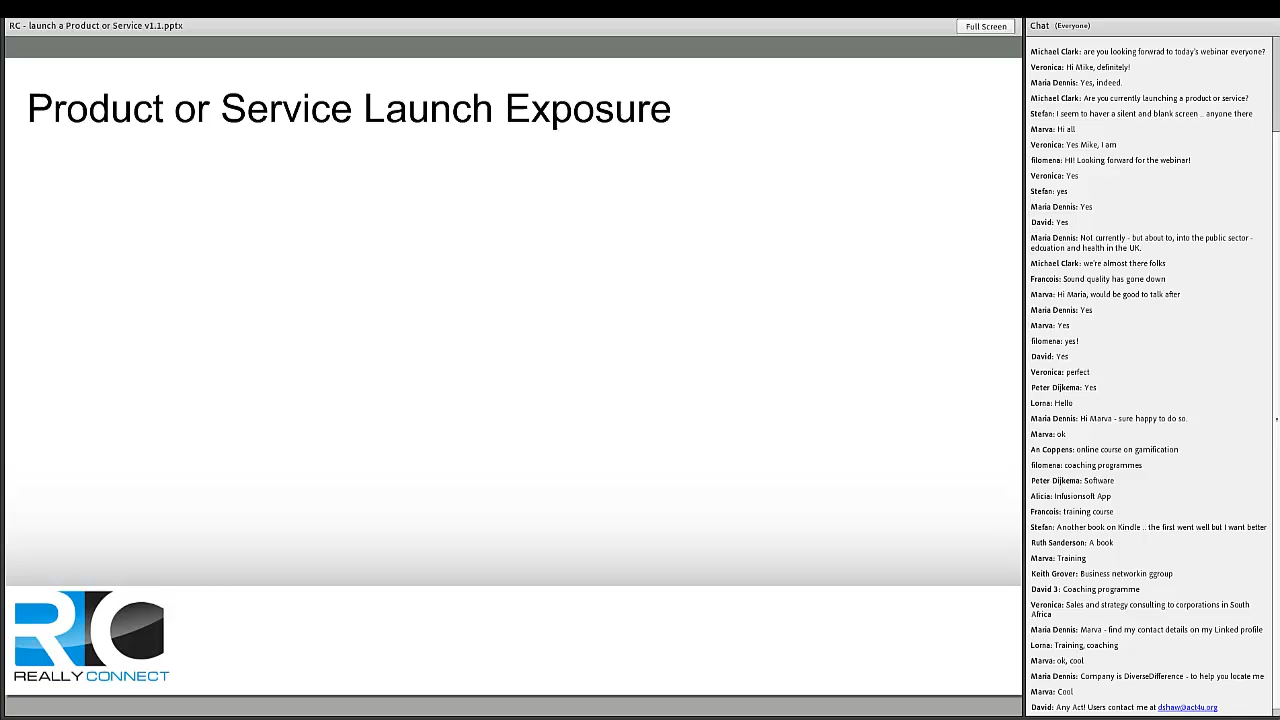 RC - launch a Product or Service v1.1.pptx
Full Screen
Product or Service Launch Exposure
RC
REALLYCONNECT
Chat (Everyone)
Michael Clark: are you looking forwrad to today's webinar everyone?
Veronica: Hi Mike, definitely!
Maria Dennis: Yes, indeed.
Michael Clark: Are you currently launching a product or service?
Stefan: I seem to haver a silent and blank screen .. anyone there
Marva: Hi all
Veronica: Yes Mike, I am
filomena: HI! Looking forward for the webinar!
Veronica: Yes
Stefan: yes
Maria Dennis: Yes
David: Yes
Maria Dennis: Not currently - but about to, into the public sector -
edcuation and health in the UK.
Michael Clark: we're almost there folks
Francois: Sound quality has gone down
Marva: Hi Maria, would be good to talk after
Maria Dennis: Yes
Marva: Yes
filomena: yes!
David: Yes
Veronica: perfect
Peter Dijkema: Yes
Lorna: Hello
Maria Dennis: Hi Marva - sure happy to do so.
Marva: ok
An Coppens: online course on gamification
filomena: coaching programmes
Peter Dijkema: Software
Alicia: Infusionsoft App
Francois: training course
Stefan: Another book on Kindle .. the first went well but I want better
Ruth Sanderson: A book
Marva: Training
Keith Grover: Business networkin ggroup
David 3: Coaching programme
Veronica: Sales and strategy consulting to corporations in South
Africa
Maria Dennis: Marva - find my contact details on my Linked profile
Lorna: Training, coaching
Marva: ok, cool
Maria Dennis: Company is DiverseDifference - to help you locate me
Marva: Cool
David: Any Act! Users contact me at dshaw@act4u.org